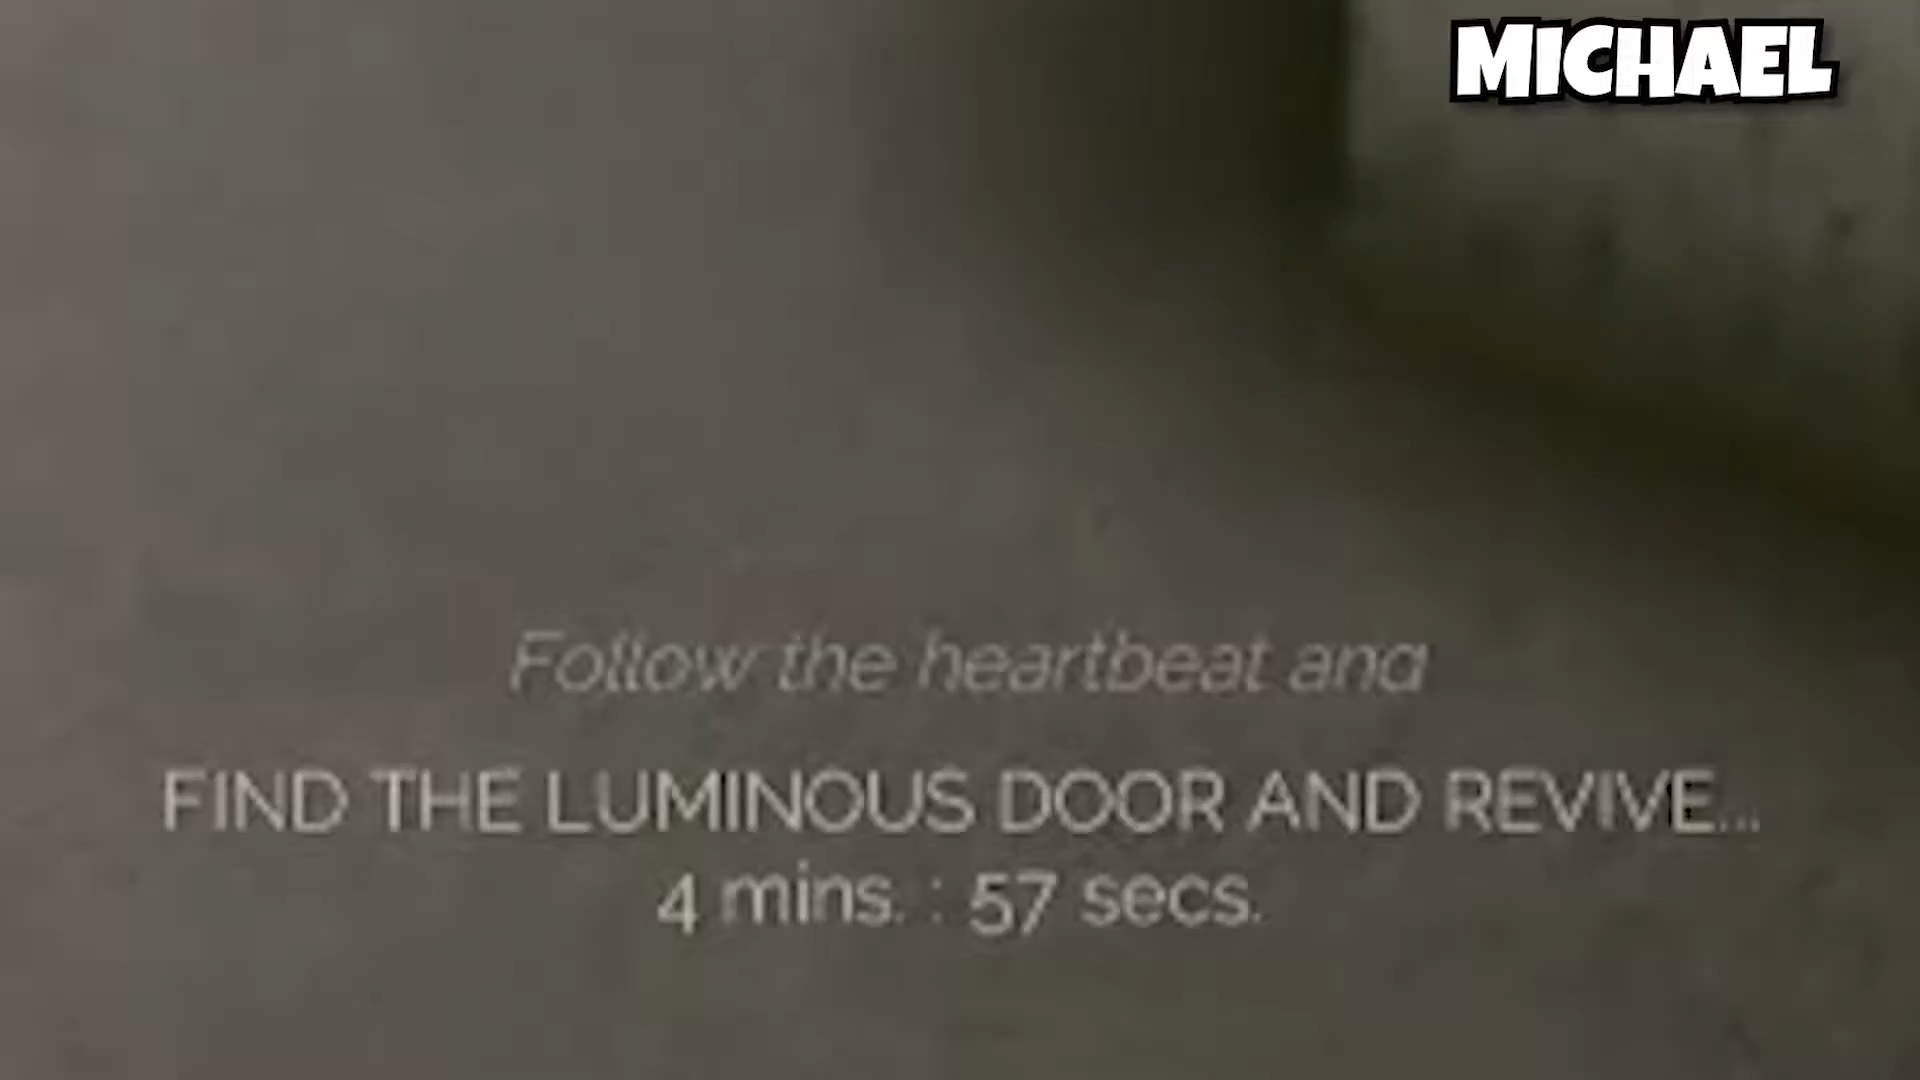 MICHAEL
Follow the heartbeat and
FIND THE LUMINOUS DOOR AND REVIVE...
4 mins. : 57 secs.